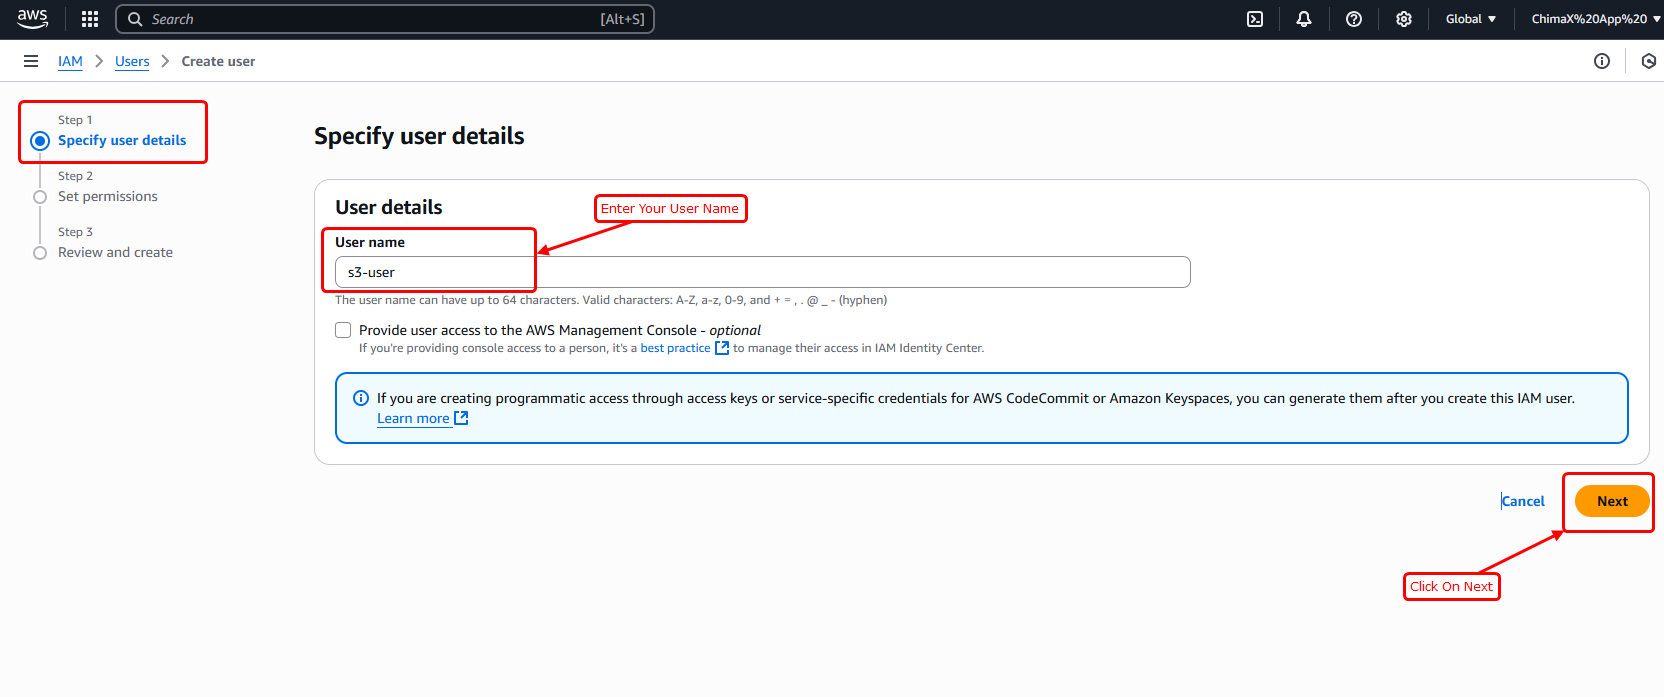 aws
Search [Alt+S]
Global
ChimaX%20App%20
IAM > Users > Create user
Step 1
Specify user details
Step 2
Set permissions
Step 3
Review and create
Specify user details
User details
Enter Your User Name
User name
s3-user
The user name can have up to 64 characters. Valid characters: A-Z, a-z, 0-9, and + = , . @ _ - (hyphen)
Provide user access to the AWS Management Console - optional
If you're providing console access to a person, it's a best practice to manage their access in IAM Identity Center.
If you are creating programmatic access through access keys or service-specific credentials for AWS CodeCommit or Amazon Keyspaces, you can generate them after you create this IAM user.
Learn more
Cancel
Next
Click On Next